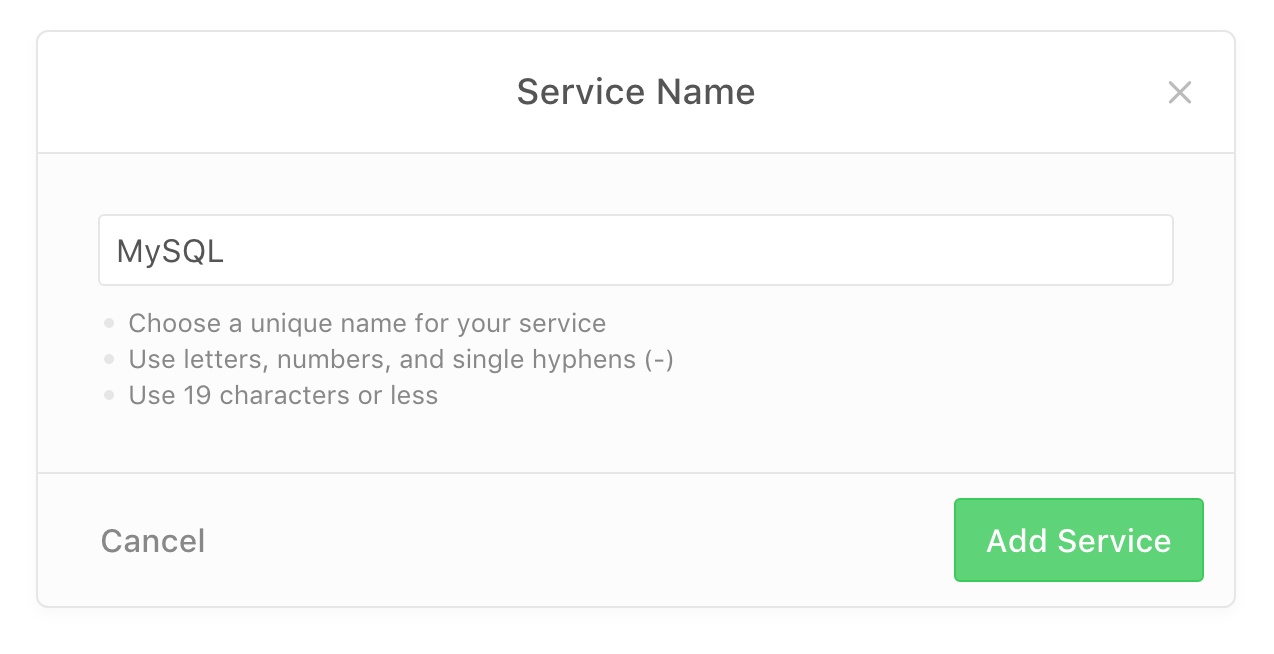 Service Name
MySQL
Choose a unique name for your service
Use letters, numbers, and single hyphens (-)
Use 19 characters or less
Cancel
Add Service